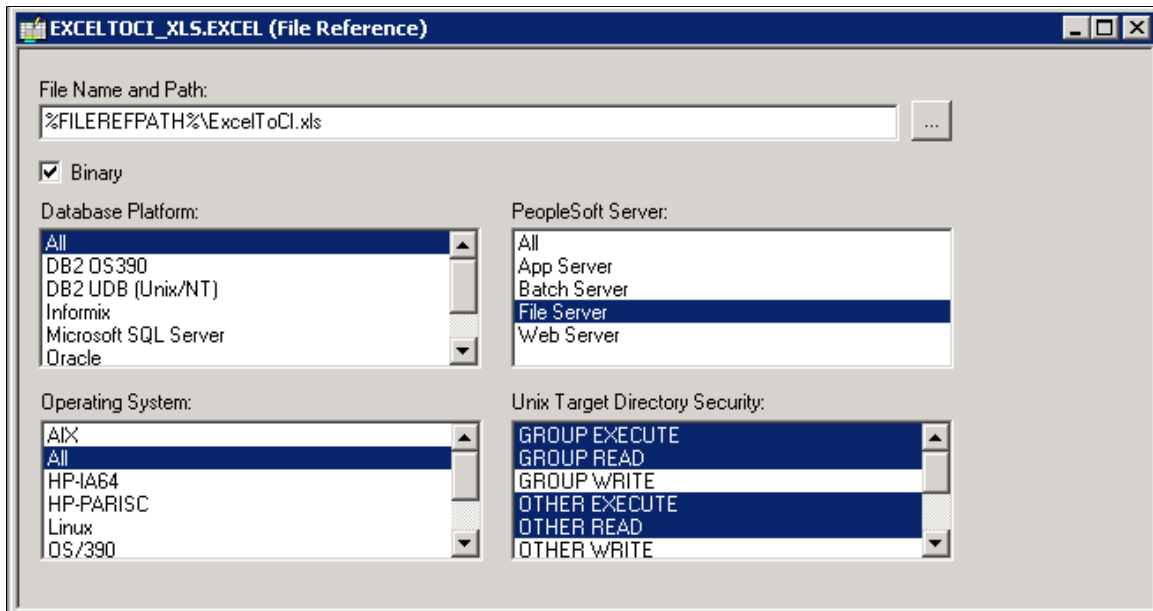 EXCELTOCI_XLS.EXCEL (File Reference)
File Name and Path:
%FILEREFPATH%\ExcelToCI.xls
...
Binary
Database Platform:
All
DB2 OS390
DB2 UDB (Unix/NT)
Informix
Microsoft SQL Server
Oracle
PeopleSoft Server:
All
App Server
Batch Server
File Server
Web Server
Operating System:
AIX
All
HP-IA64
HP-PARISC
Linux
OS/390
Unix Target Directory Security:
GROUP EXECUTE
GROUP READ
GROUP WRITE
OTHER EXECUTE
OTHER READ
OTHER WRITE